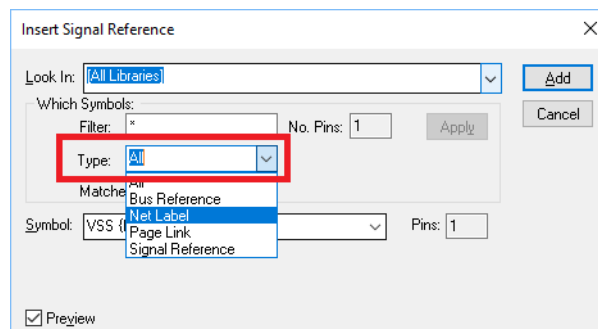 Insert Signal Reference
Look In: [All Libraries] Add
Which Symbols: Cancel
Filter: * No. Pins: 1 Apply
Type: All
All
Matche
Bus Reference
Net Label
Symbol: VSS Pins: 1
Page Link
Signal Reference
Preview